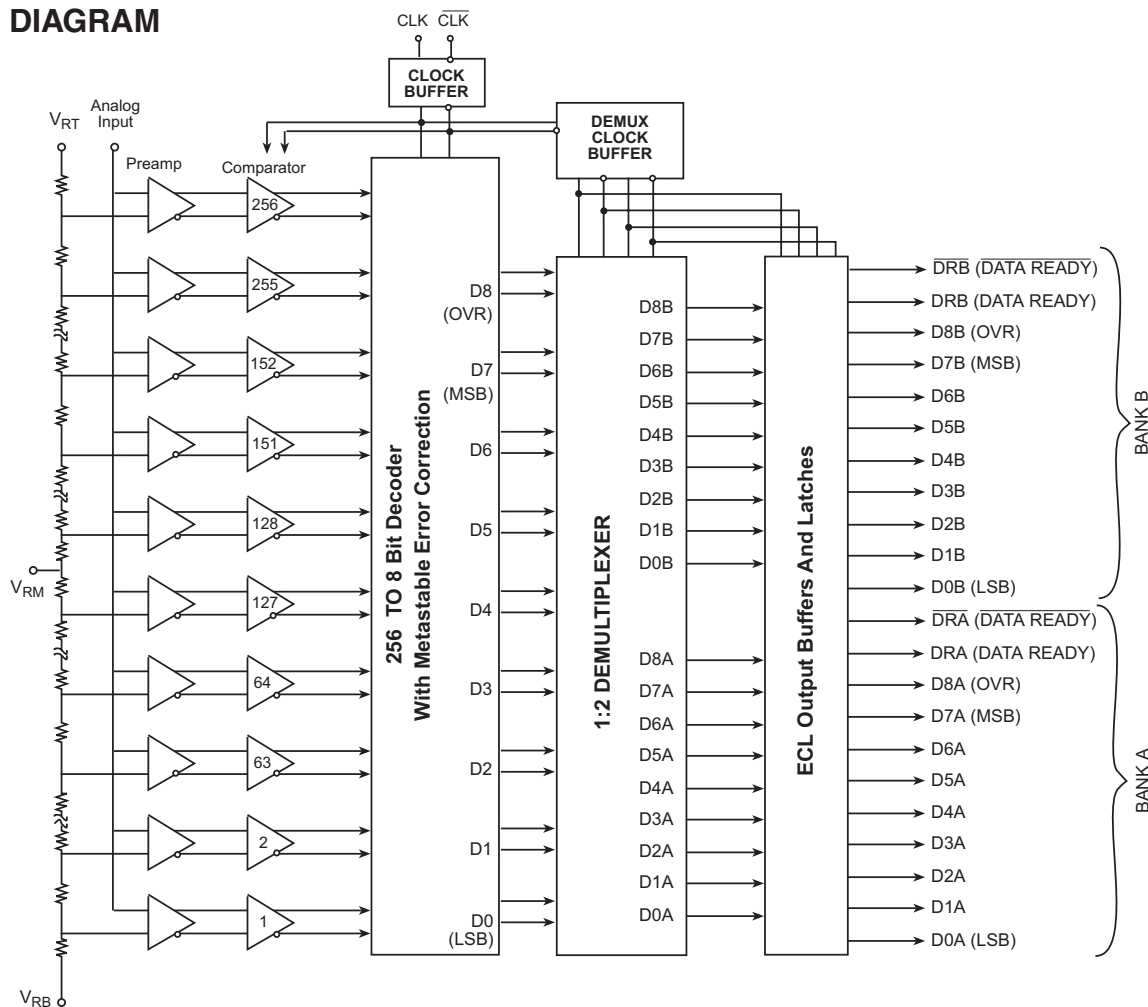 DIAGRAM
CLK CLK
CLOCK
BUFFER
DEMUX
CLOCK
BUFFER
Analog
Input
VRT
Preamp
Comparator
256
255
152
151
128
127
64
63
2
1
VRM
VRB
256 TO 8 Bit Decoder
With Metastable Error Correction
D8
(OVR)
D7
(MSB)
D6
D5
D4
D3
D2
D1
D0
(LSB)
1:2 DEMULTIPLEXER
D8B
D7B
D6B
D5B
D4B
D3B
D2B
D1B
D0B
D8A
D7A
D6A
D5A
D4A
D3A
D2A
D1A
D0A
ECL Output Buffers And Latches
DRB (DATA READY)
DRB (DATA READY)
D8B (OVR)
D7B (MSB)
D6B
D5B
D4B
D3B
D2B
D1B
D0B (LSB)
DRA (DATA READY)
DRA (DATA READY)
D8A (OVR)
D7A (MSB)
D6A
D5A
D4A
D3A
D2A
D1A
D0A (LSB)
BANK B
BANK A